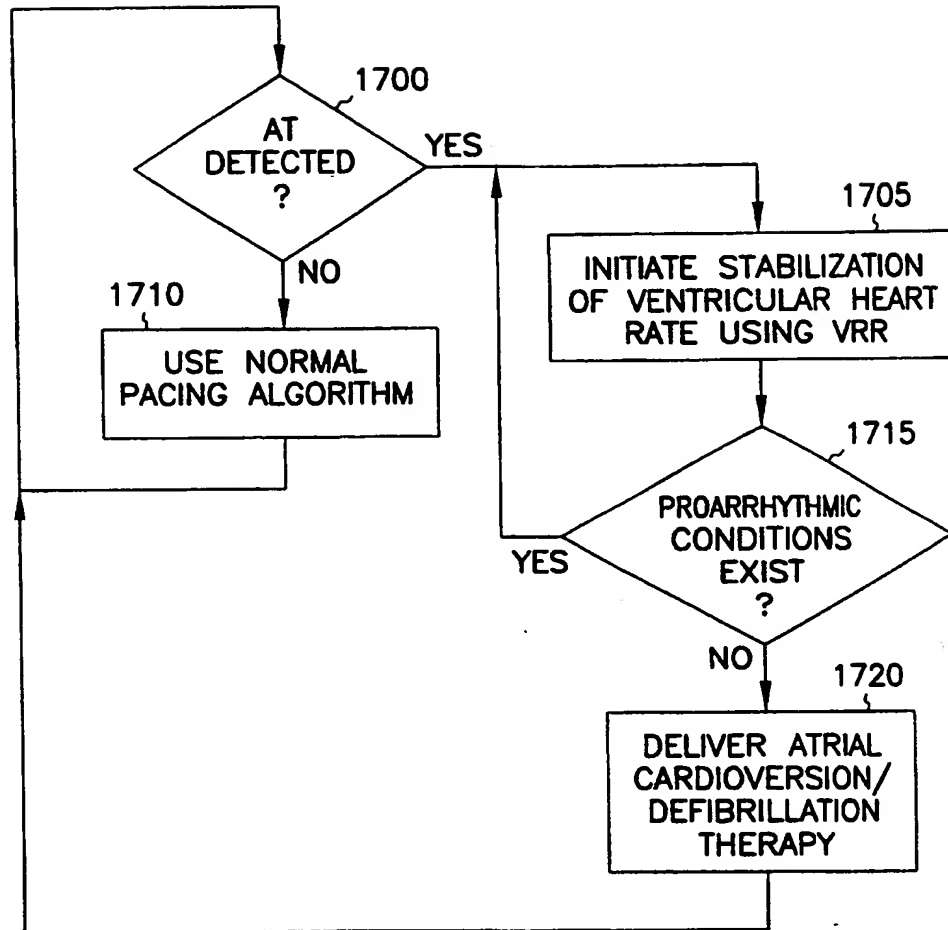 1700
AT
DETECTED
?
YES
NO
1710
USE NORMAL
PACING ALGORITHM
1705
INITIATE STABILIZATION
OF VENTRICULAR HEART
RATE USING VRR
1715
PROARRHYTHMIC
CONDITIONS
EXIST
?
YES
NO
1720
DELIVER ATRIAL
CARDIOVERSION/
DEFIBRILLATION
THERAPY